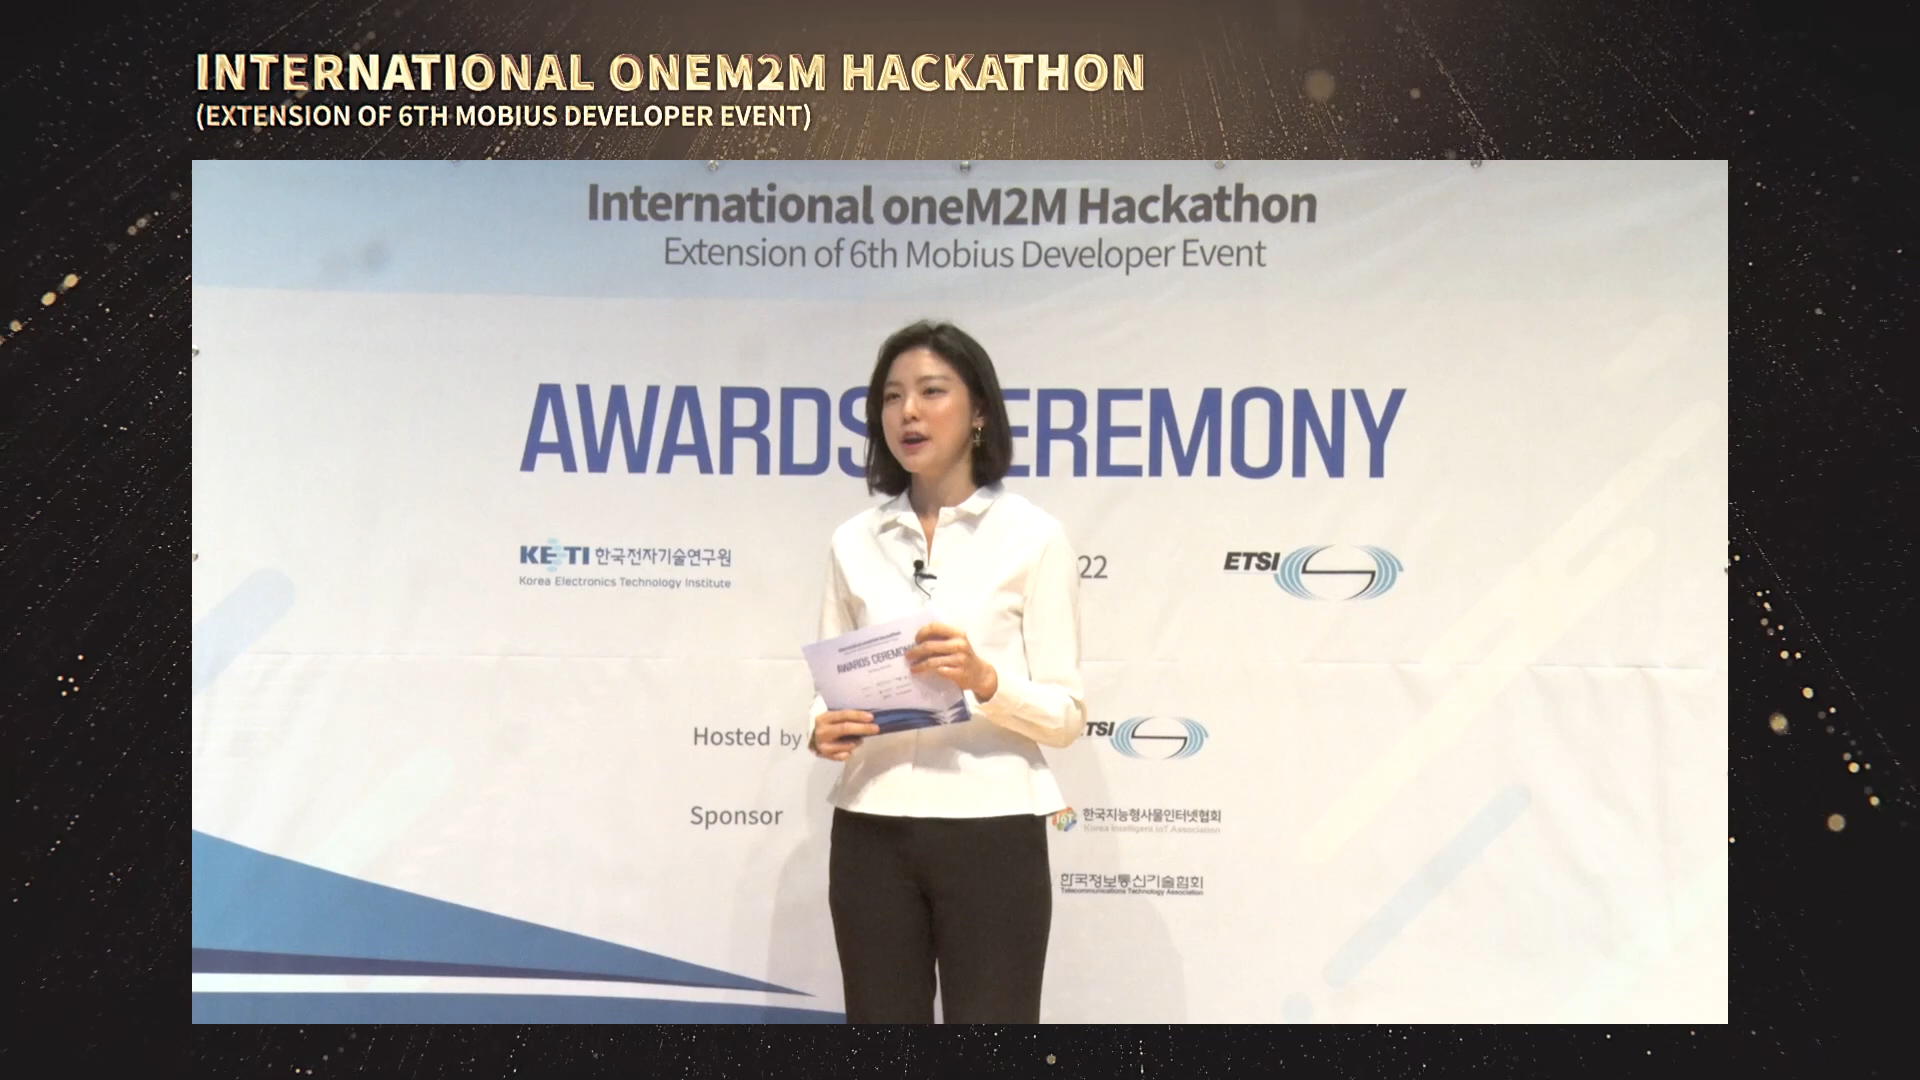 INTERNATIONAL ONEM2M HACKATHON
(EXTENSION OF 6TH MOBIUS DEVELOPER EVENT)
International oneM2M Hackathon
Extension of 6th Mobius Developer Event
AWARDS EREMONY
KETI 한국전자기술연구원
Korea Electronics Technology Institute
22
ETSI
AWARDS CEREMONY
Hosted by
TSI
Sponsor
IoT 한국지능형사물인터넷협회
Korea Intelligent IoT Association
한국정보통신기술협회
Telecommunications Technology Association